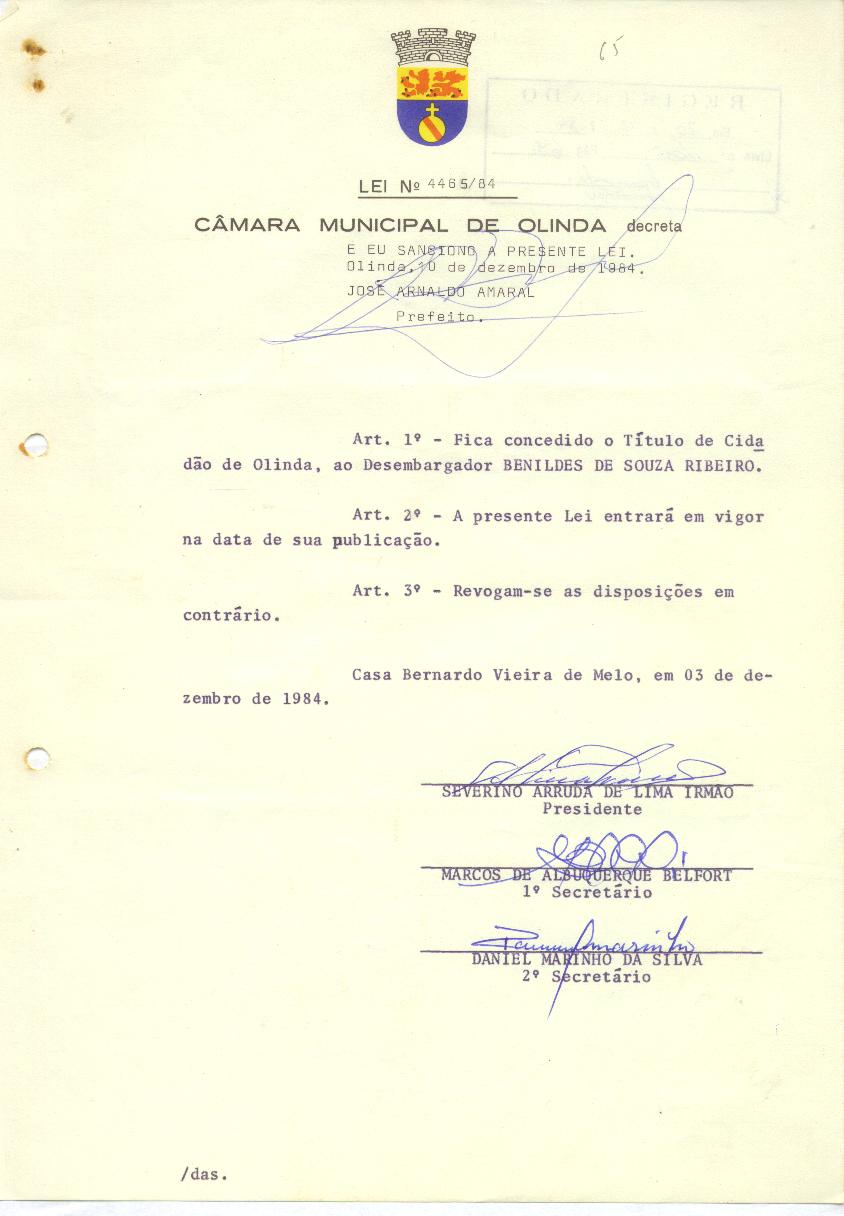 65
LEI Nº 4465/84
CÂMARA MUNICIPAL DE OLINDA decreta
E EU SANSIONO A PRESENTE LEI.
Olinda,10 de dezembro de 1984.
JOSÉ ARNALDO AMARAL
Prefeito.
Art. 1º - Fica concedido o Título de Cida
dão de Olinda, ao Desembargador BENILDES DE SOUZA RIBEIRO.
Art. 2º - A presente Lei entrará em vigor
na data de sua publicação.
Art. 3º - Revogam-se as disposições em
contrário.
Casa Bernardo Vieira de Melo, em 03 de de-
zembro de 1984.
SEVERINO ARRUDA DE LIMA IRMÃO
Presidente
MARCOS DE ALBUQUERQUE BELFORT
1º Secretário
DANIEL MARINHO DA SILVA
2º Secretário
/das.